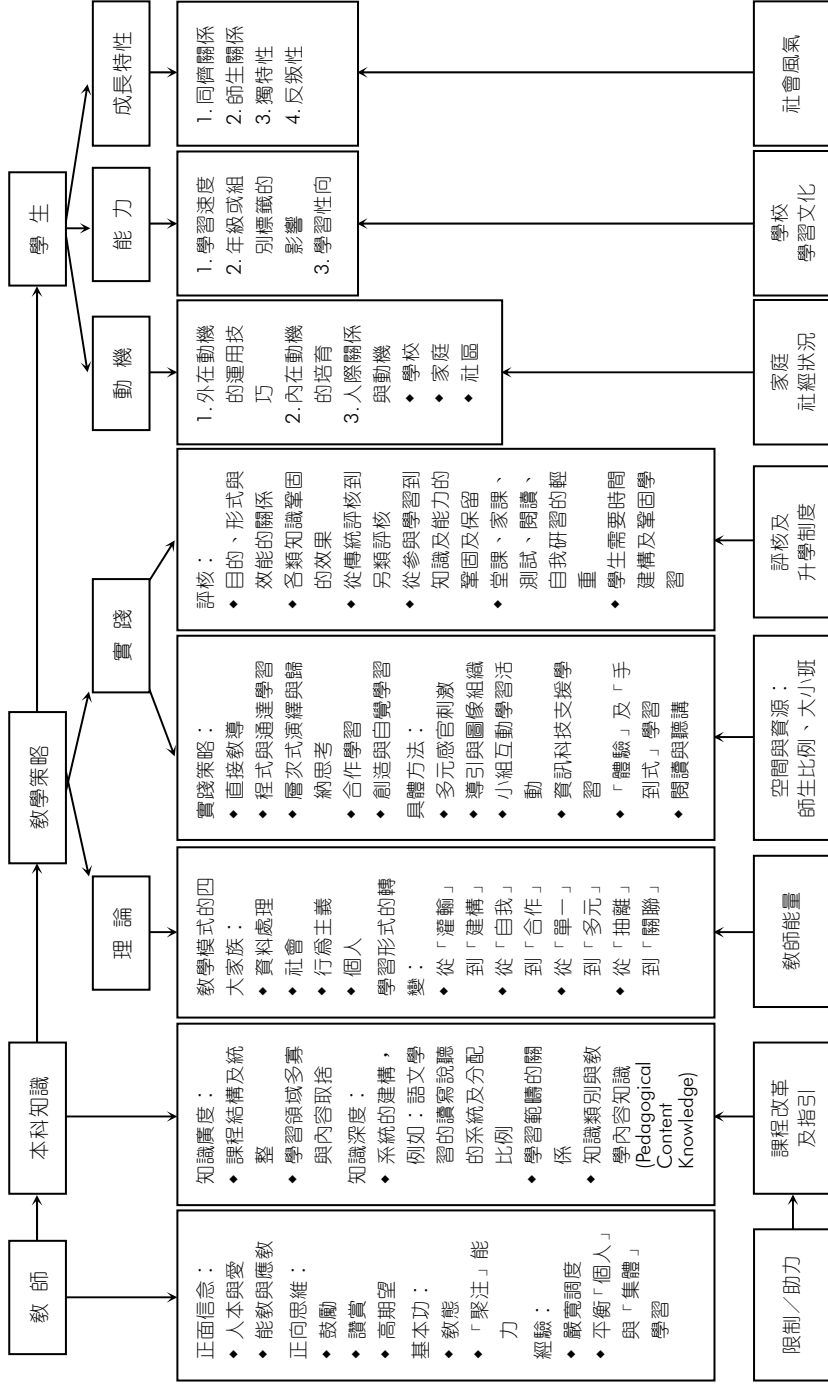 教師
本科知識
教學策略
學生
理論
實踐
動機
能力
成長特性
正面信念：
◆ 人本與愛
◆ 能教與應教
正向思維：
◆ 鼓勵
◆ 讚賞
◆ 高期望
基本功：
◆ 教態
◆ 「聚注」能
力
經驗：
◆ 嚴寬調度
◆ 平衡「個人」
與「集體」
學習
知識廣度：
◆ 課程結構及統
整
◆ 學習領域多寡
與內容取捨
知識深度：
◆ 系統的建構，
例如：語文學
習的讀寫說聽
的系統及分配
比例
◆ 學習範疇的關
係
◆ 知識類別與教
學內容知識
(Pedagogical
Content
Knowledge)
教學模式的四
大家族：
◆ 資料處理
◆ 社會
◆ 行為主義
◆ 個人
學習形式的轉
變：
◆ 從「灌輸」
到「建構」
◆ 從「自我」
到「合作」
◆ 從「單一」
到「多元」
◆ 從「抽離」
到「關聯」
實踐策略：
◆ 直接教導
◆ 程式與通達學習
◆ 層次式演繹與歸
納思考
◆ 合作學習
◆ 創造與自覺學習
具體方法：
◆ 多元感官刺激
◆ 導引與圖像組織
◆ 小組互動學習活
動
◆ 資訊科技支援學
習
◆ 「體驗」及「手
到式」學習
◆ 閱讀與聽講
評核：
◆ 目的、形式與
效能的關係
◆ 各類知識鞏固
的效果
◆ 從傳統評核到
另類評核
◆ 從參與學習到
知識及能力的
鞏固及保留
◆ 堂課、家課、
測試、閱讀、
自我研習的輕
重
◆ 學生需要時間
建構及鞏固學
習
1. 外在動機
的運用技
巧
2. 內在動機
的培育
3. 人際關係
與動機
◆ 學校
◆ 家庭
◆ 社區
1. 學習速度
2. 年級或組
別標籤的
影響
3. 學習性向
1. 同儕關係
2. 師生關係
3. 獨特性
4. 反叛性
限制／助力
課程改革
及指引
教師能量
空間與資源：
師生比例、大小班
評核及
升學制度
家庭
社經狀況
學校
學習文化
社會風氣